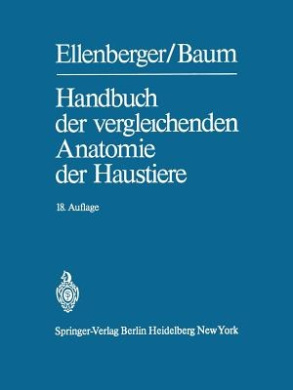 Ellenberger/Baum
Handbuch
der vergleichenden
Anatomie
der Haustiere
18. Auflage
Springer-Verlag Berlin Heidelberg New York